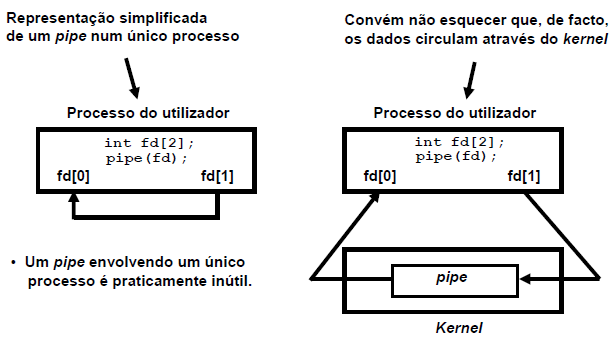 Representação simplificada
de um pipe num único processo
Processo do utilizador
int fd[2];
pipe(fd);
fd[0] fd[1]
• Um pipe envolvendo um único
processo é praticamente inútil.
Convém não esquecer que, de facto,
os dados circulam através do kernel
Processo do utilizador
int fd[2];
pipe(fd);
fd[0] fd[1]
pipe
Kernel